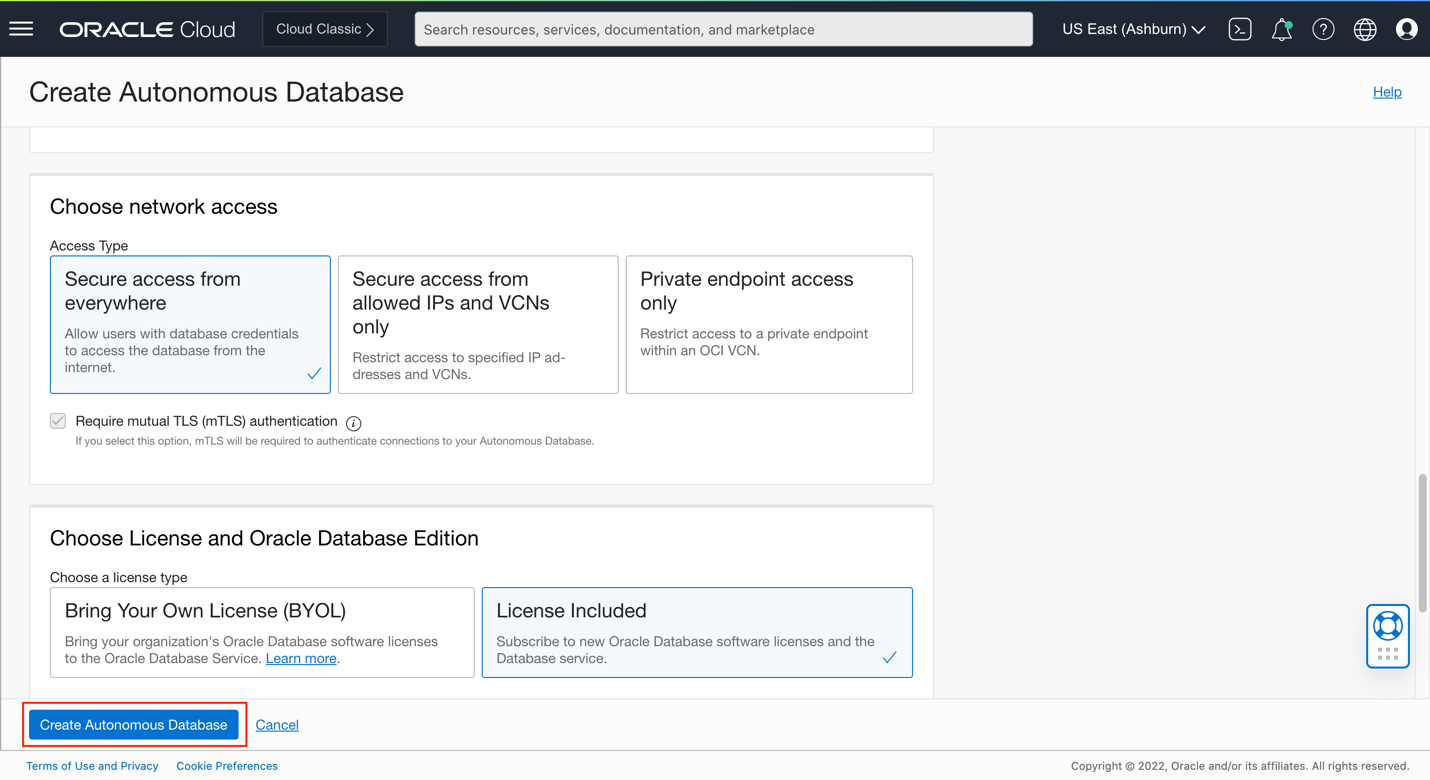 ORACLE Cloud
Cloud Classic
Search resources, services, documentation, and marketplace
US East (Ashburn)
Create Autonomous Database
Help
Choose network access
Access Type
Secure access from
everywhere
Allow users with database credentials
to access the database from the
internet.
Secure access from
allowed IPs and VCNs
only
Restrict access to specified IP ad-
dresses and VCNs.
Private endpoint access
only
Restrict access to a private endpoint
within an OCI VCN.
Require mutual TLS (mTLS) authentication
If you select this option, mTLS will be required to authenticate connections to your Autonomous Database.
Choose License and Oracle Database Edition
Choose a license type
Bring Your Own License (BYOL)
Bring your organization's Oracle Database software licenses
to the Oracle Database Service. Learn more.
License Included
Subscribe to new Oracle Database software licenses and the
Database service.
Create Autonomous Database
Cancel
Terms of Use and Privacy
Cookie Preferences
Copyright © 2022, Oracle and/or its affiliates. All rights reserved.